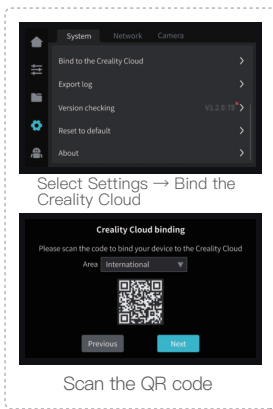 System Network Camera
Bind to the Creality Cloud
Export log
Version checking
Reset to default
About
Select Settings → Bind the
Creality Cloud
Creality Cloud binding
Please scan the code to bind your device to the Creality Cloud
Area International
Previous Next
Scan the QR code